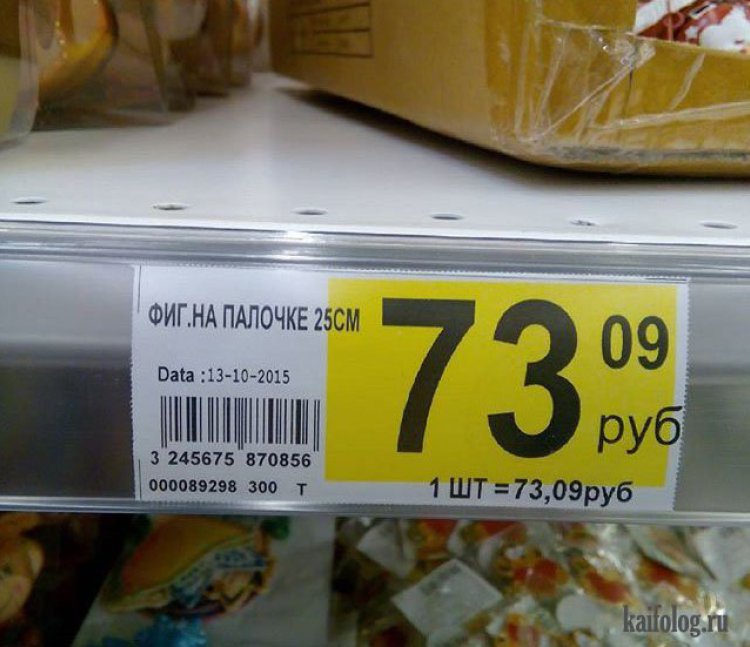 ФИГ.НА ПАЛОЧКЕ 25СМ
73 09
руб
Data :13-10-2015
3 245675 870856
000089298 300 Т
1 ШТ =73,09руб
kaifolog.ru